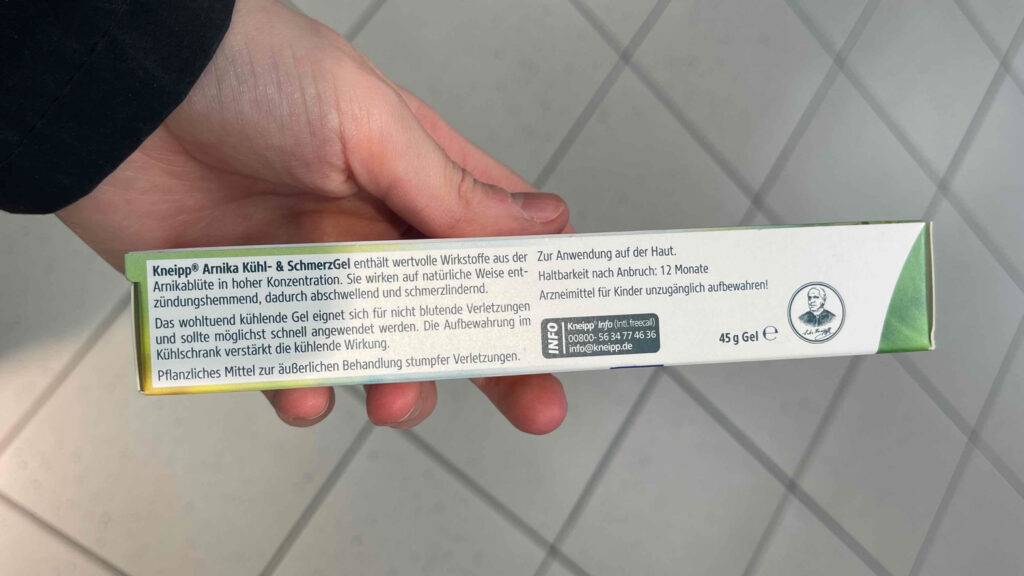 Kneipp® Arnika Kühl- & SchmerzGel enthält wertvolle Wirkstoffe aus der
Arnikablüte in hoher Konzentration. Sie wirken auf natürliche Weise ent-
zündungshemmend, dadurch abschwellend und schmerzlindernd.
Das wohltuend kühlende Gel eignet sich für nicht blutende Verletzungen
und sollte möglichst schnell angewendet werden. Die Aufbewahrung im
Kühlschrank verstärkt die kühlende Wirkung.
Pflanzliches Mittel zur äußerlichen Behandlung stumpfer Verletzungen.
Zur Anwendung auf der Haut.
Haltbarkeit nach Anbruch: 12 Monate
Arzneimittel für Kinder unzugänglich aufbewahren!
INFO
Kneipp® Info (intl. freecall)
00800- 56 34 77 46 36
info@kneipp.de
45 g Gel ℮